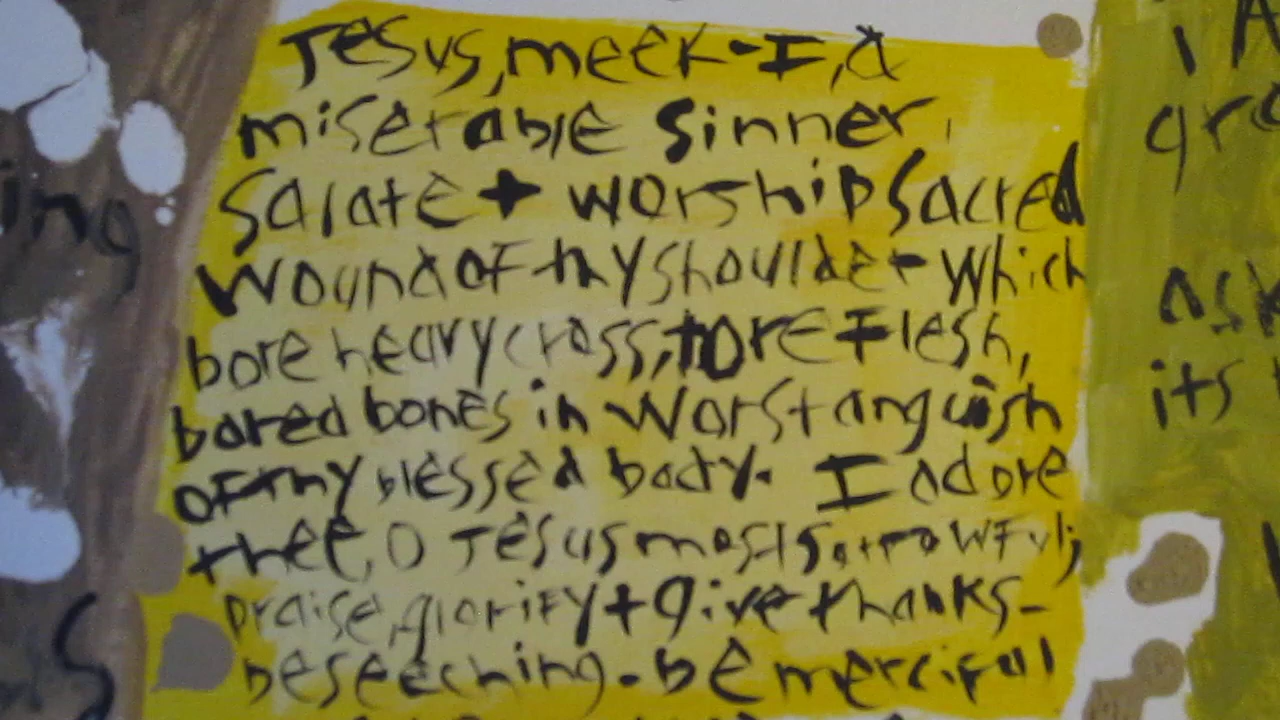 Jesus, meek - I, a
miserable sinner,
Salate + worship Sacred
Wound of thy shoulder which
bore heavy cross, tore Flesh,
bared bones in Worst anguish
of thy blessed body. I adore
thee, O Jesus most sorrowful;
praise, glorify + give thanks -
beseeching - be merciful
ing
i A
gr
ask
its
s